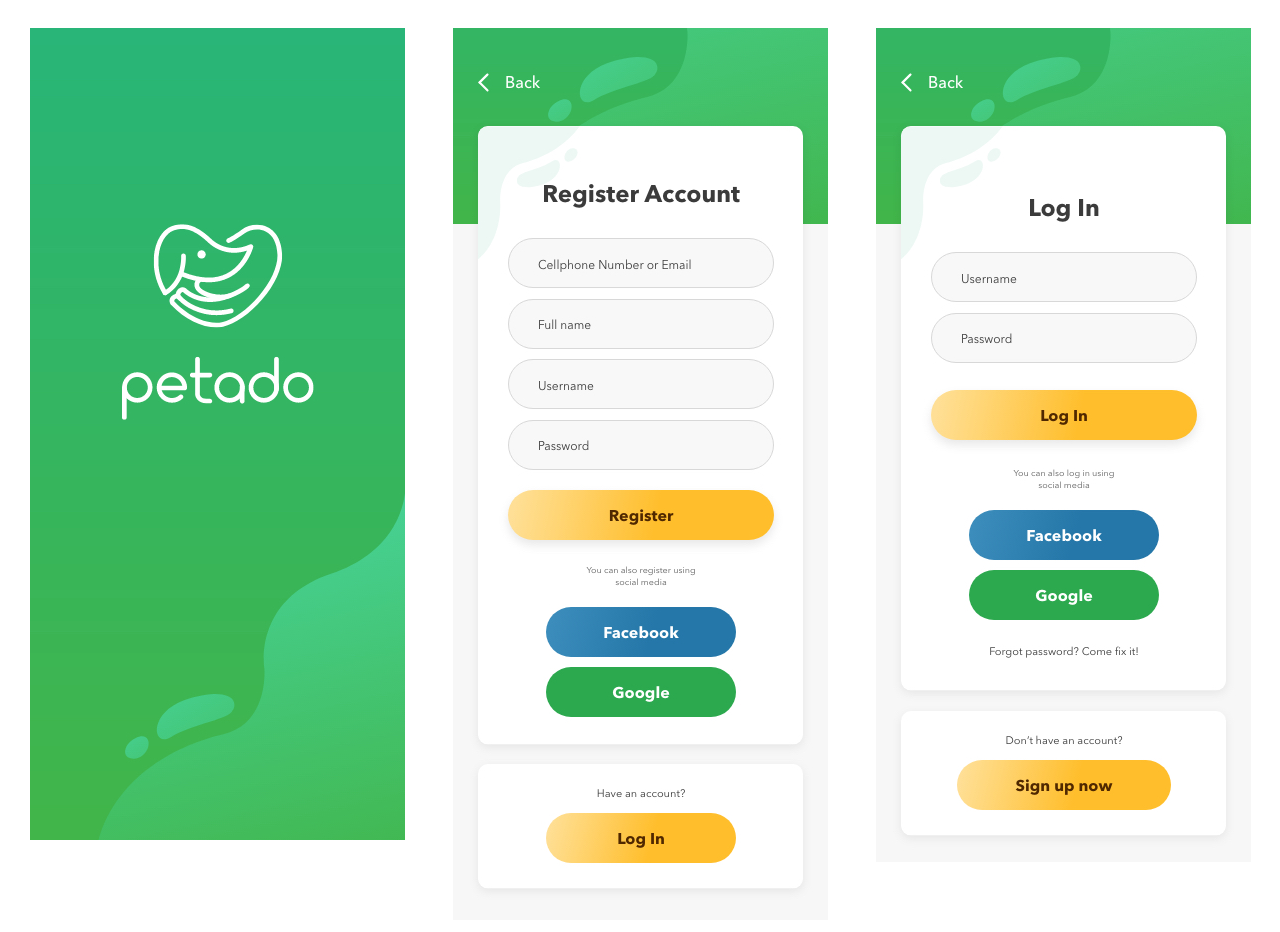 petado
Back
Register Account
Cellphone Number or Email
Full name
Username
Password
Register
You can also register using
social media
Facebook
Google
Have an account?
Log In
Back
Log In
Username
Password
Log In
You can also log in using
social media
Facebook
Google
Forgot password? Come fix it!
Don't have an account?
Sign up now